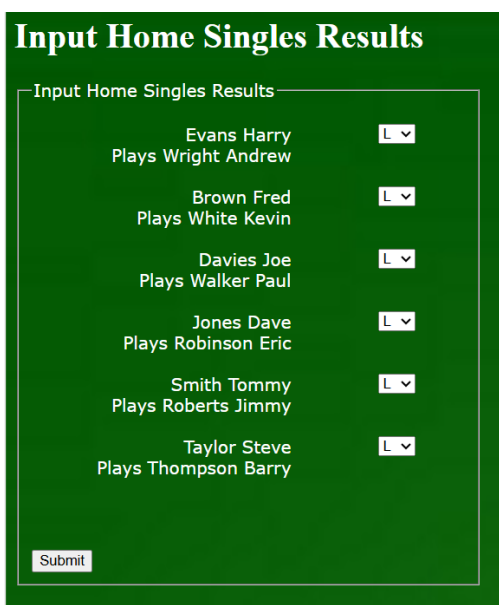 Input Home Singles Results
Input Home Singles Results
Evans Harry L
Plays Wright Andrew
Brown Fred L
Plays White Kevin
Davies Joe L
Plays Walker Paul
Jones Dave L
Plays Robinson Eric
Smith Tommy L
Plays Roberts Jimmy
Taylor Steve L
Plays Thompson Barry
Submit